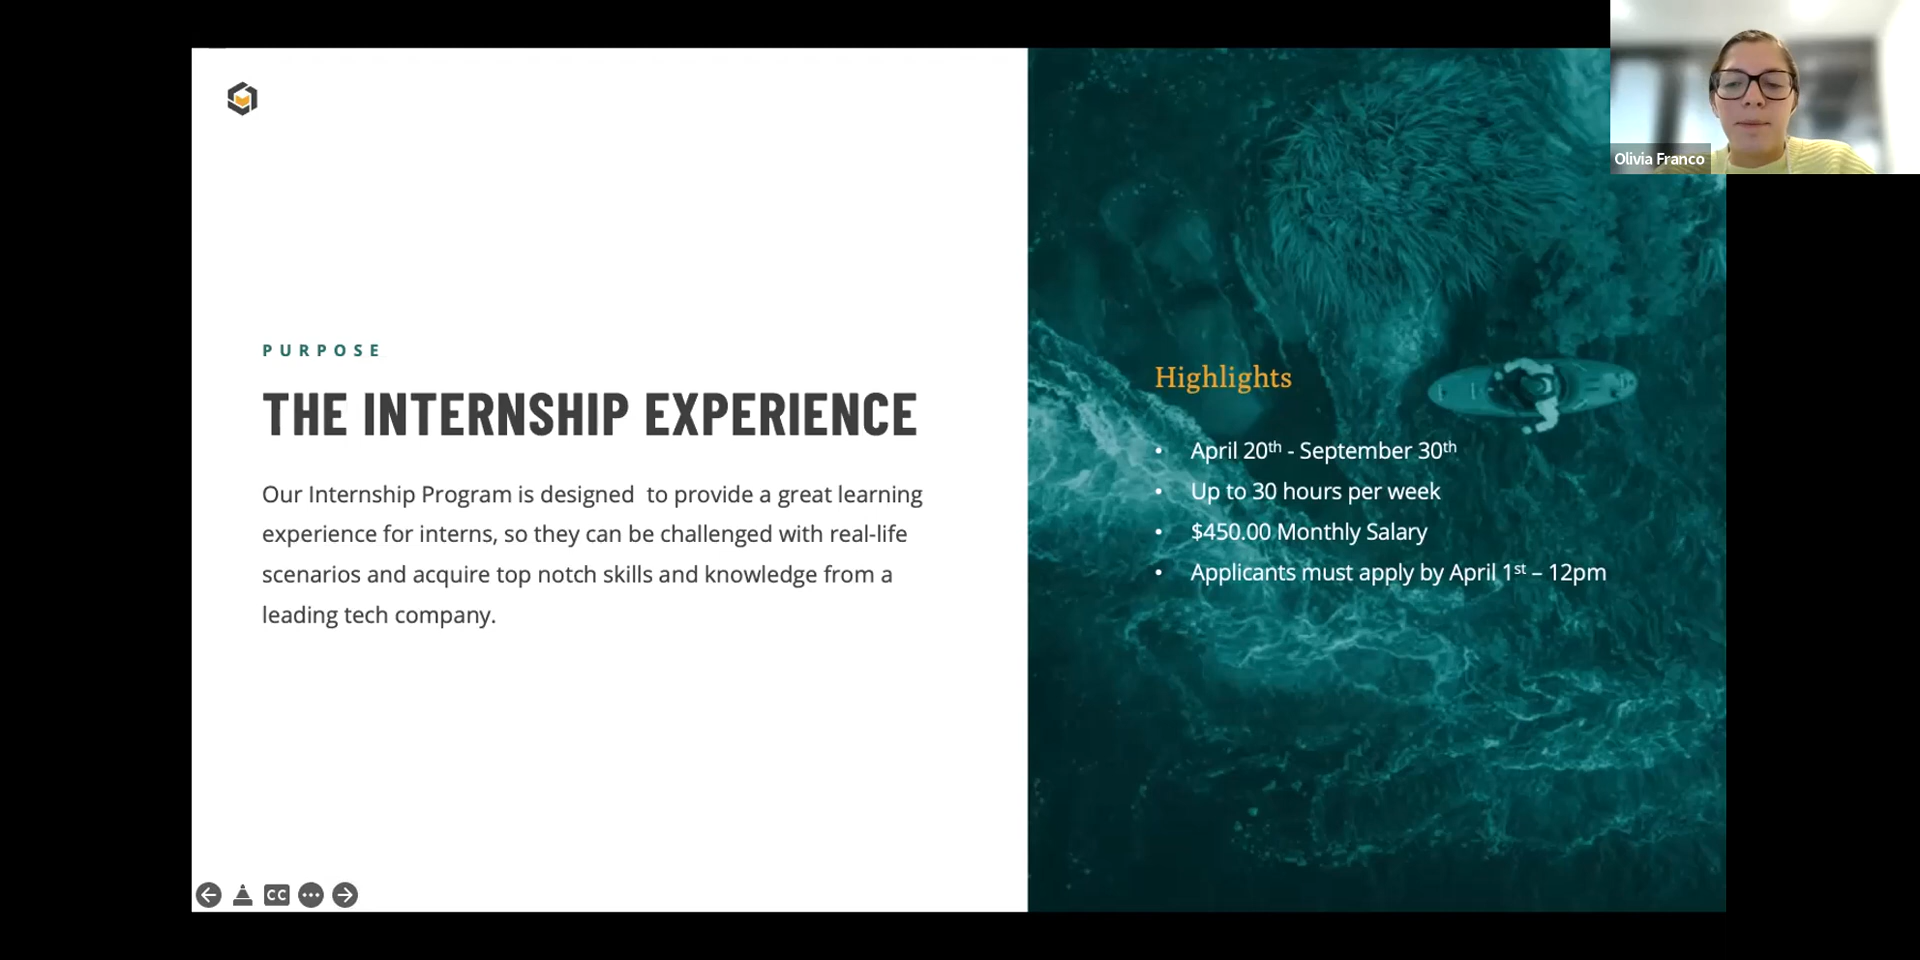 Olivia Franco
PURPOSE
THE INTERNSHIP EXPERIENCE
Our Internship Program is designed  to provide a great learning
experience for interns, so they can be challenged with real-life
scenarios and acquire top notch skills and knowledge from a
leading tech company.
Highlights
• April 20th - September 30th
• Up to 30 hours per week
• $450.00 Monthly Salary
• Applicants must apply by April 1st – 12pm
CC